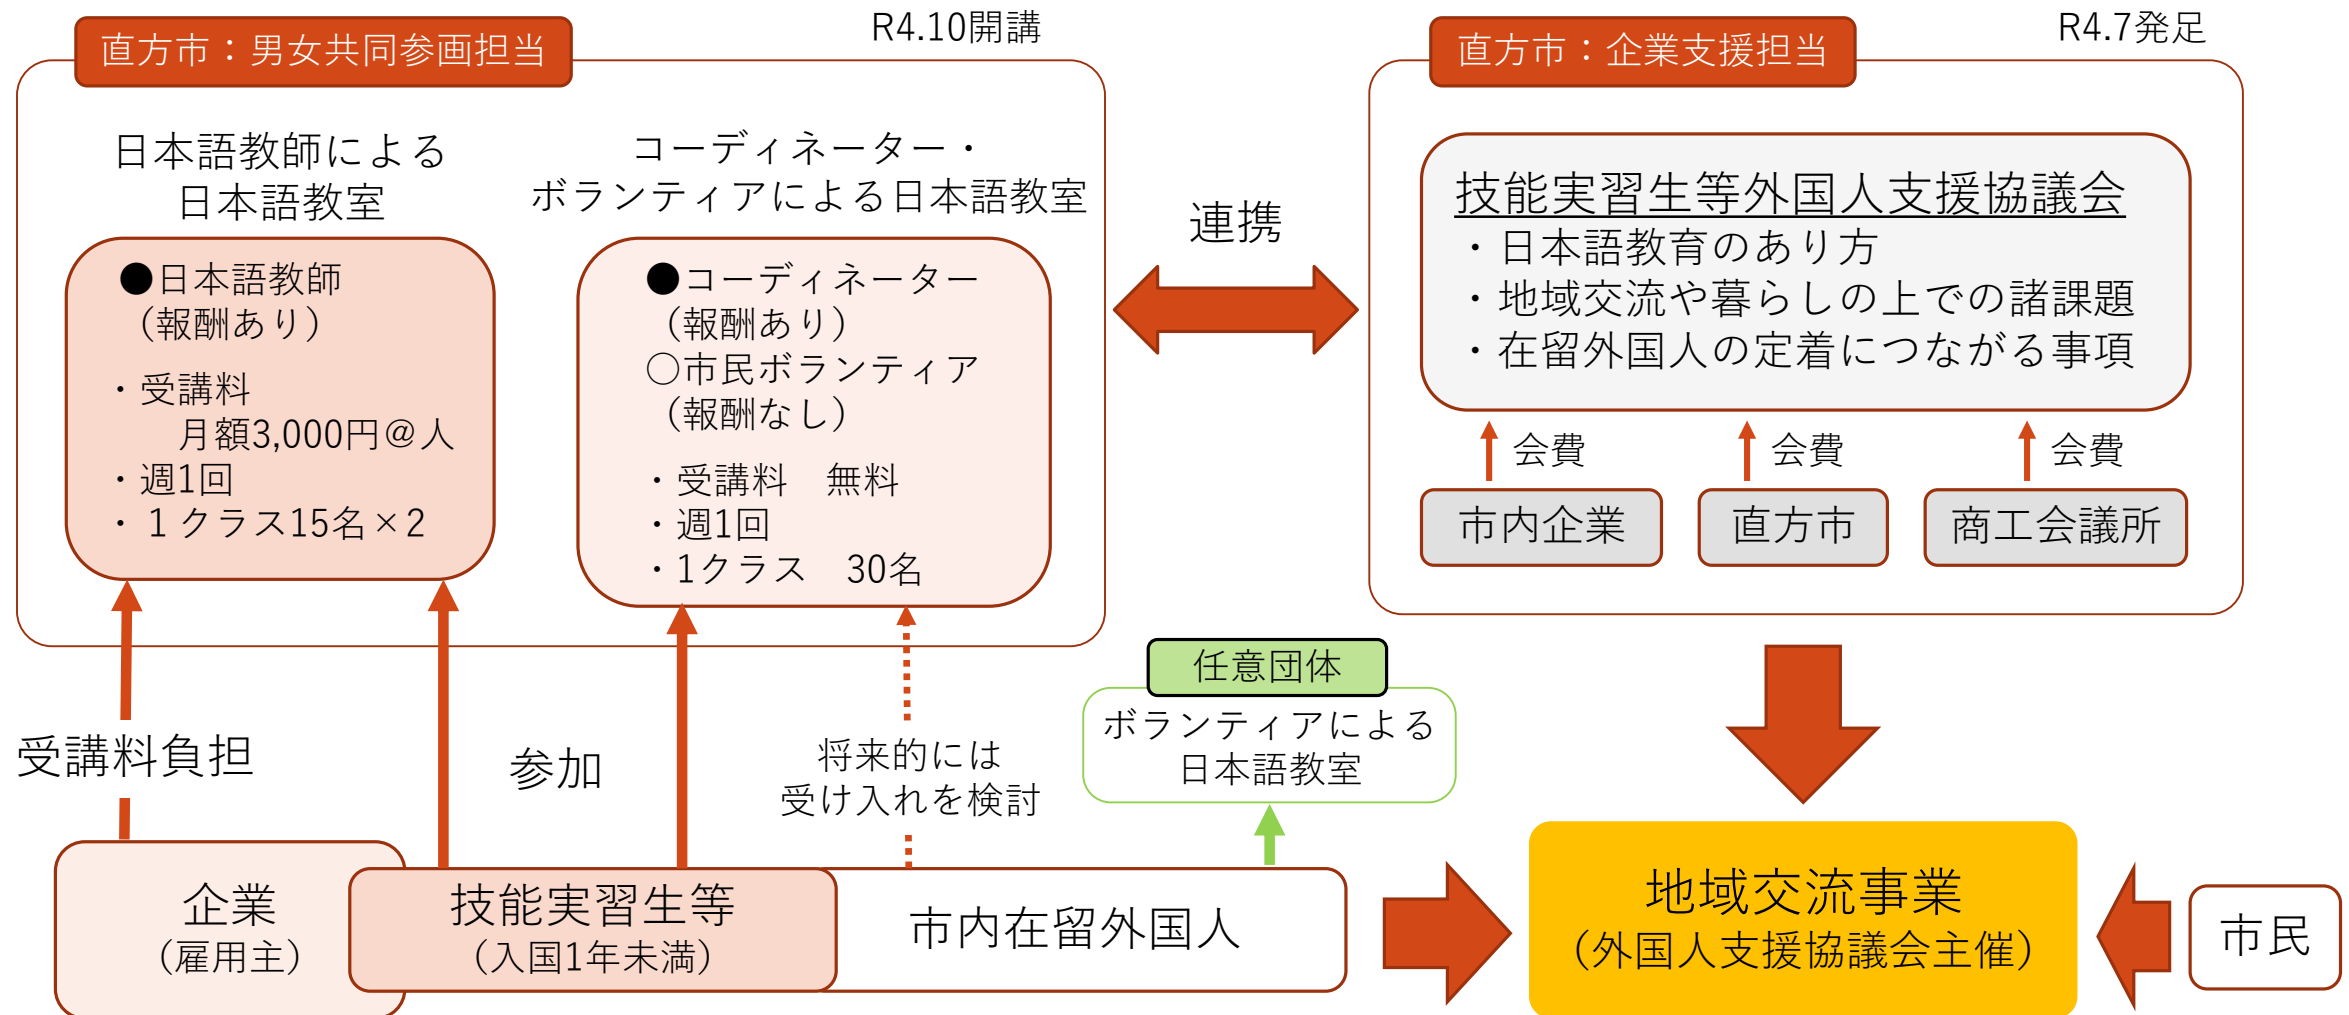 R4.10開講
直方市：男女共同参画担当
日本語教師による
日本語教室
●日本語教師
（報酬あり）
・受講料
月額3,000円＠人
・週1回
・１クラス15名×2
コーディネーター・
ボランティアによる日本語教室
●コーディネーター
（報酬あり）
○市民ボランティア
（報酬なし）
・受講料　無料
・週1回
・1クラス　30名
連携
R4.7発足
直方市：企業支援担当
技能実習生等外国人支援協議会
・日本語教育のあり方
・地域交流や暮らしの上での諸課題
・在留外国人の定着につながる事項
会費
会費
会費
市内企業
直方市
商工会議所
任意団体
ボランティアによる
日本語教室
受講料負担
参加
将来的には
受け入れを検討
企業
（雇用主）
技能実習生等
（入国1年未満）
市内在留外国人
地域交流事業
（外国人支援協議会主催）
市民